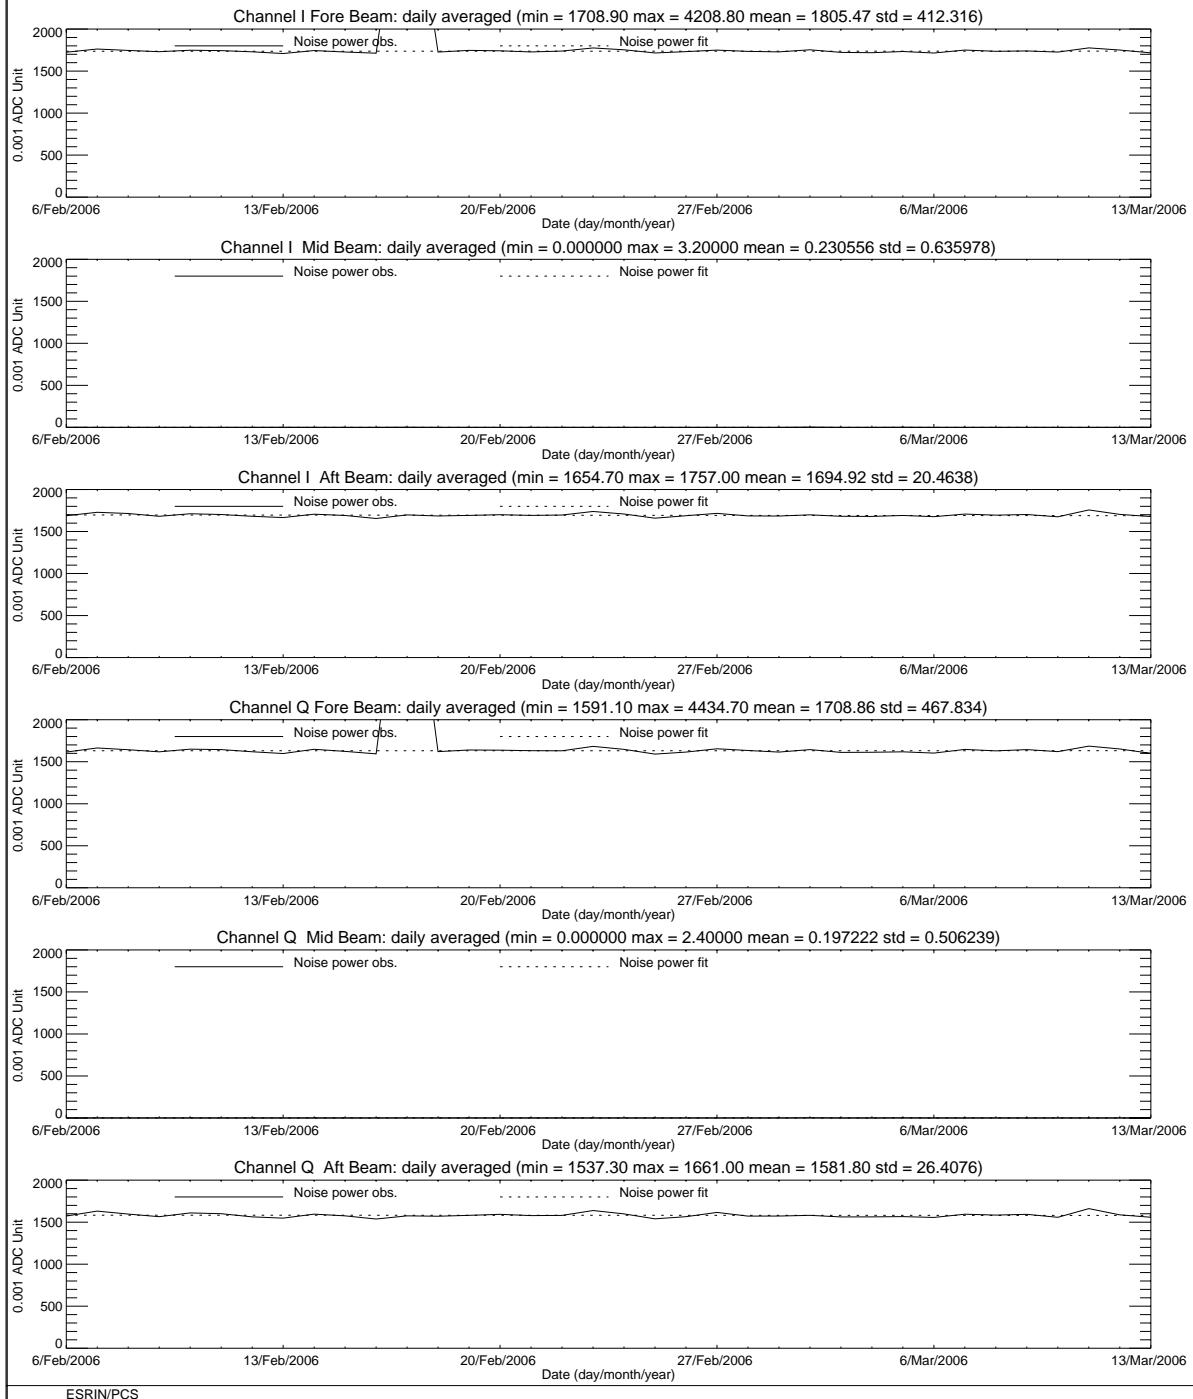 Channel I Fore Beam: daily averaged (min = 1708.90 max = 4208.80 mean = 1805.47 std = 412.316)
Noise power obs. Noise power fit
2000
1500
1000
500
0
0.001 ADC Unit
6/Feb/2006 13/Feb/2006 20/Feb/2006 27/Feb/2006 6/Mar/2006 13/Mar/2006
Date (day/month/year)
Channel I Mid Beam: daily averaged (min = 0.000000 max = 3.20000 mean = 0.230556 std = 0.635978)
Noise power obs. Noise power fit
2000
1500
1000
500
0
0.001 ADC Unit
6/Feb/2006 13/Feb/2006 20/Feb/2006 27/Feb/2006 6/Mar/2006 13/Mar/2006
Date (day/month/year)
Channel I Aft Beam: daily averaged (min = 1654.70 max = 1757.00 mean = 1694.92 std = 20.4638)
Noise power obs. Noise power fit
2000
1500
1000
500
0
0.001 ADC Unit
6/Feb/2006 13/Feb/2006 20/Feb/2006 27/Feb/2006 6/Mar/2006 13/Mar/2006
Date (day/month/year)
Channel Q Fore Beam: daily averaged (min = 1591.10 max = 4434.70 mean = 1708.86 std = 467.834)
Noise power obs. Noise power fit
2000
1500
1000
500
0
0.001 ADC Unit
6/Feb/2006 13/Feb/2006 20/Feb/2006 27/Feb/2006 6/Mar/2006 13/Mar/2006
Date (day/month/year)
Channel Q Mid Beam: daily averaged (min = 0.000000 max = 2.40000 mean = 0.197222 std = 0.506239)
Noise power obs. Noise power fit
2000
1500
1000
500
0
0.001 ADC Unit
6/Feb/2006 13/Feb/2006 20/Feb/2006 27/Feb/2006 6/Mar/2006 13/Mar/2006
Date (day/month/year)
Channel Q Aft Beam: daily averaged (min = 1537.30 max = 1661.00 mean = 1581.80 std = 26.4076)
Noise power obs. Noise power fit
2000
1500
1000
500
0
0.001 ADC Unit
6/Feb/2006 13/Feb/2006 20/Feb/2006 27/Feb/2006 6/Mar/2006 13/Mar/2006
Date (day/month/year)
ESRIN/PCS